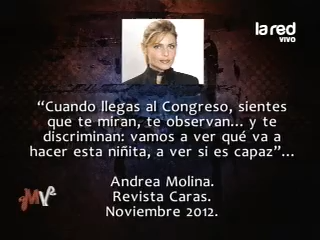 la red
VIVO
“Cuando llegas al Congreso, sientes
que te miran, te observan... y te
discriminan: vamos a ver qué va a
hacer esta niñita, a ver si es capaz”...
Andrea Molina.
Revista Caras.
Noviembre 2012.